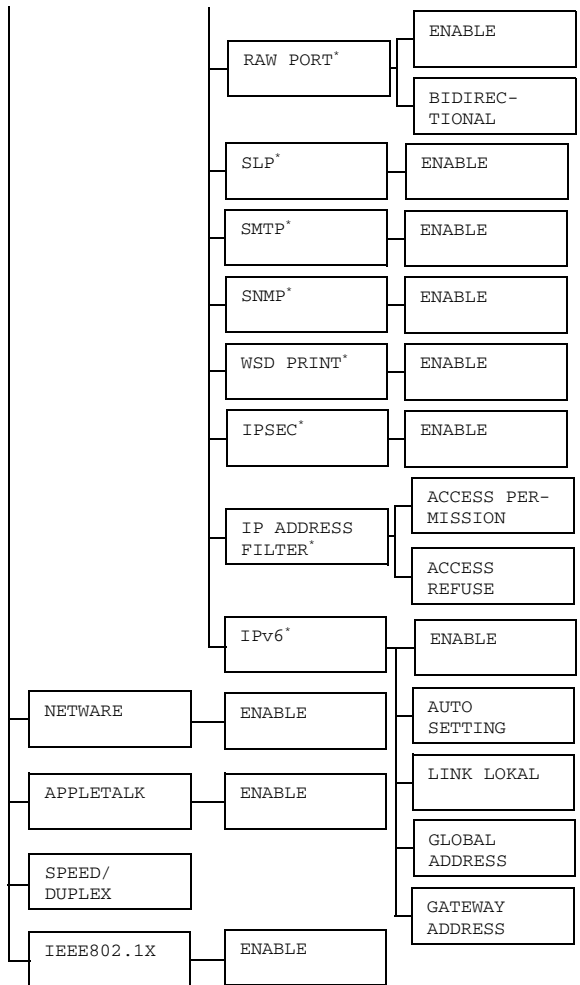 RAW PORT*
ENABLE
BIDIREC-
TIONAL
SLP*
ENABLE
SMTP*
ENABLE
SNMP*
ENABLE
WSD PRINT*
ENABLE
IPSEC*
ENABLE
IP ADDRESS
FILTER*
ACCESS PER-
MISSION
ACCESS
REFUSE
IPv6*
ENABLE
AUTO
SETTING
LINK LOKAL
GLOBAL
ADDRESS
GATEWAY
ADDRESS
NETWARE
ENABLE
APPLETALK
ENABLE
SPEED/
DUPLEX
IEEE802.1X
ENABLE